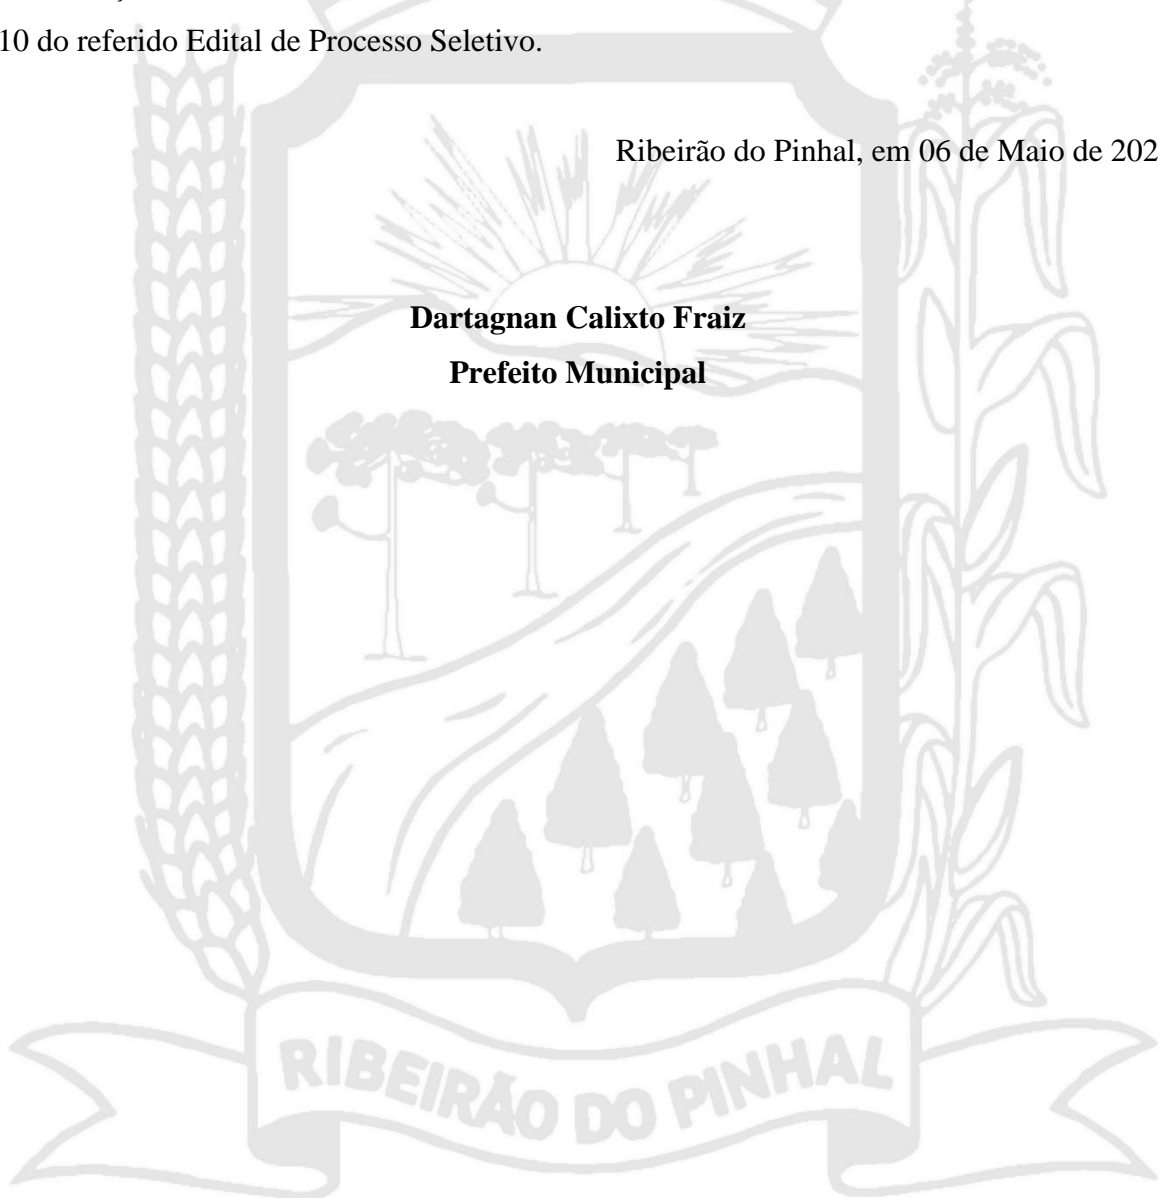 10 do referido Edital de Processo Seletivo.
Ribeirão do Pinhal, em 06 de Maio de 202
Dartagnan Calixto Fraiz
Prefeito Municipal
RIBEIRÃO DO PINHAL